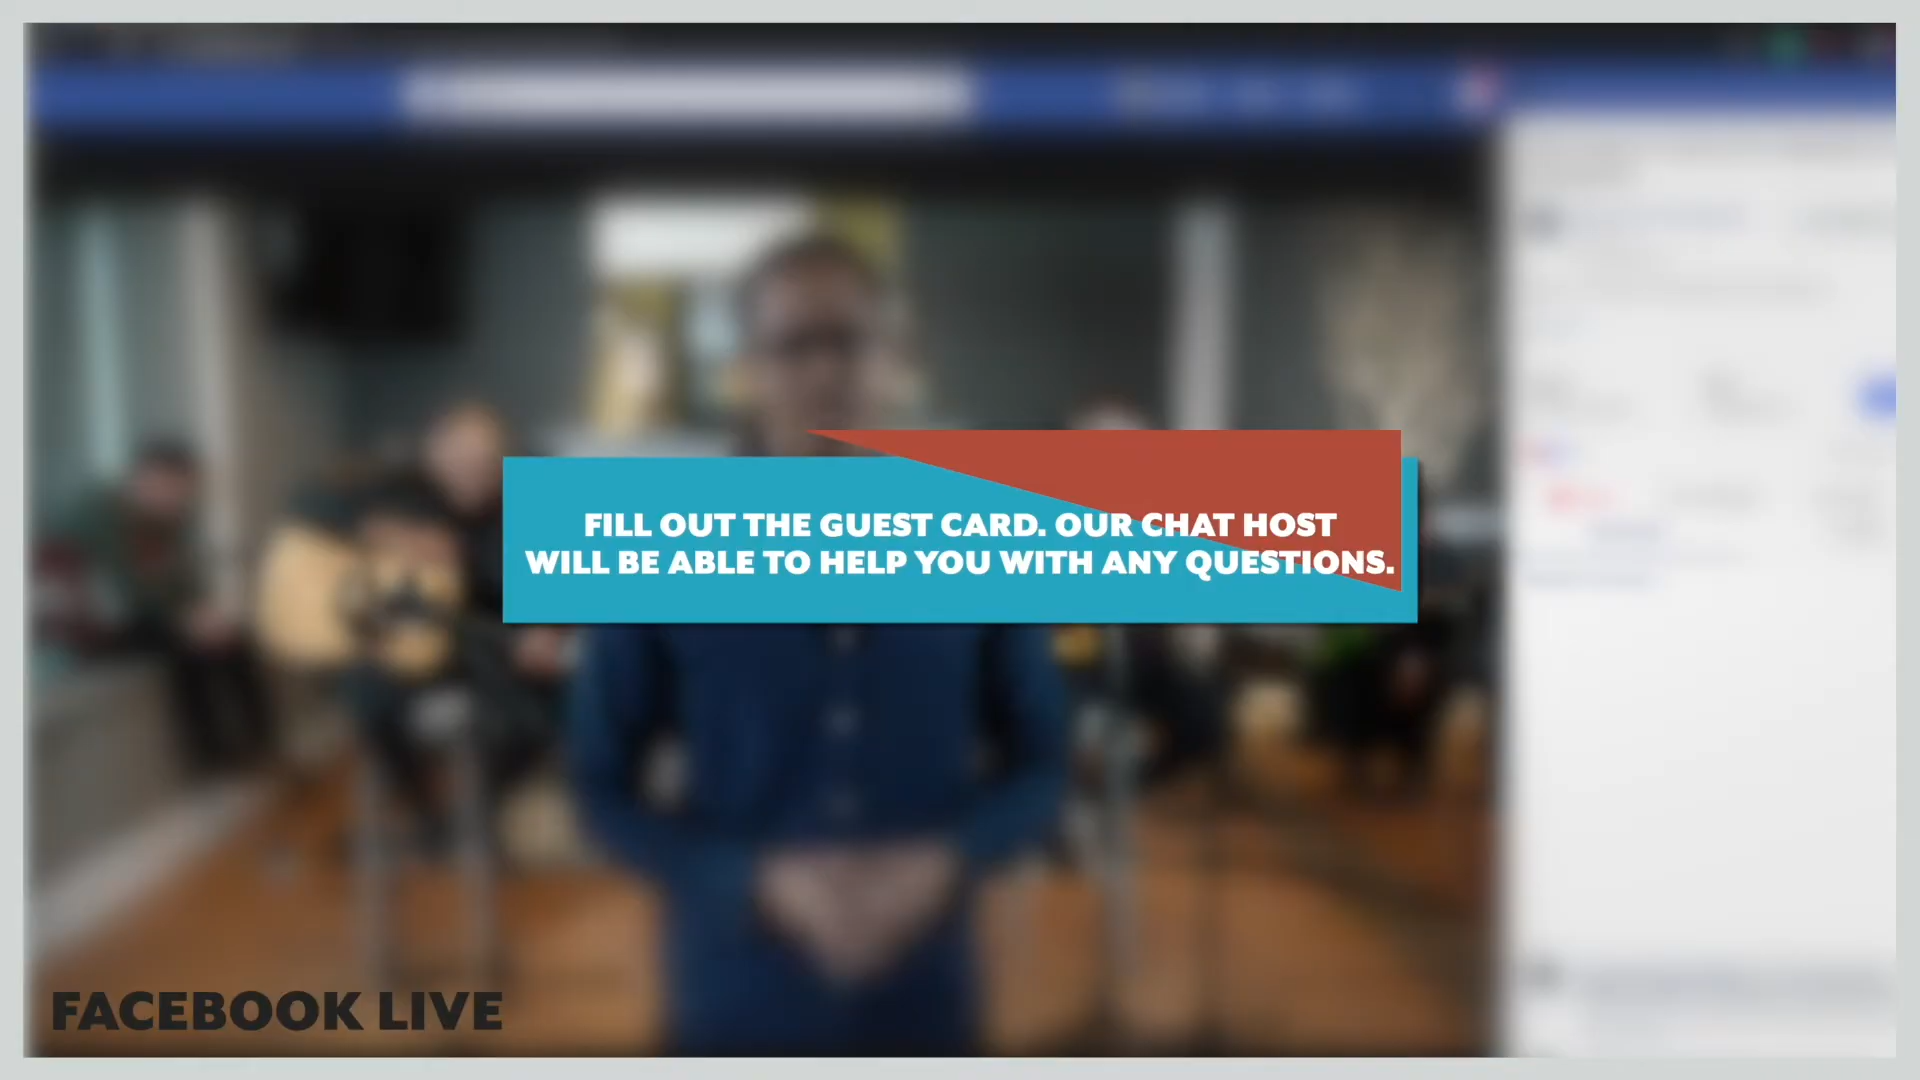 FILL OUT THE GUEST CARD. OUR CHAT HOST
WILL BE ABLE TO HELP YOU WITH ANY QUESTIONS.
FACEBOOK LIVE